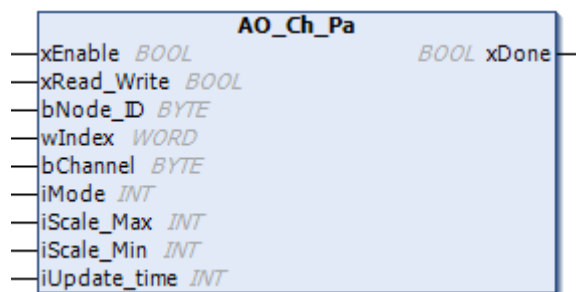 AO_Ch_Pa
xEnable BOOL BOOL xDone
xRead_Write BOOL
bNode_ID BYTE
wIndex WORD
bChannel BYTE
iMode INT
iScale_Max INT
iScale_Min INT
iUpdate_time INT